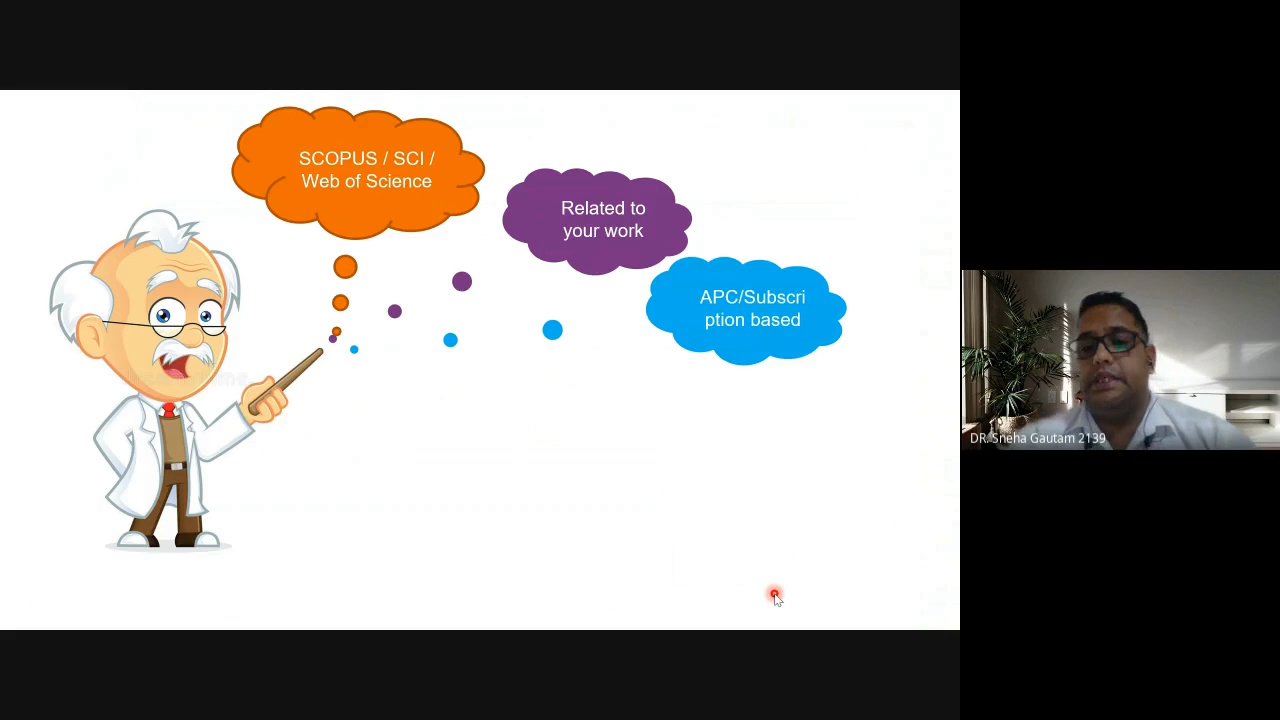 SCOPUS / SCI /
Web of Science
Related to
your work
APC/Subscri
ption based
DR. Sneha Gautam 2139